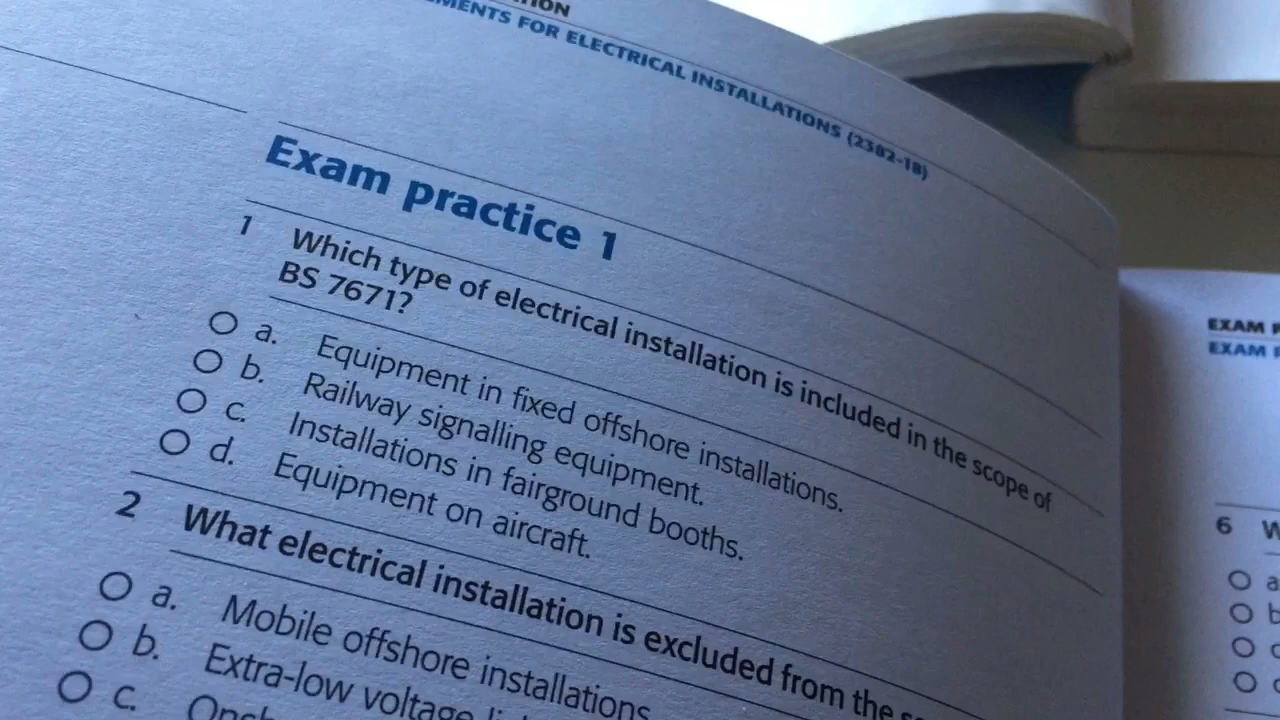 MENTS FOR ELECTRICAL INSTALLATIONS (2382-18)
Exam practice 1
1 Which type of electrical installation is included in the scope of
BS 7671?
a. Equipment in fixed offshore installations.
b. Railway signalling equipment.
c. Installations in fairground booths.
d. Equipment on aircraft.
2 What electrical installation is excluded from the
a. Mobile offshore installations
b. Extra-low voltage
c.
EXAM
EXAM
6
a
b
c